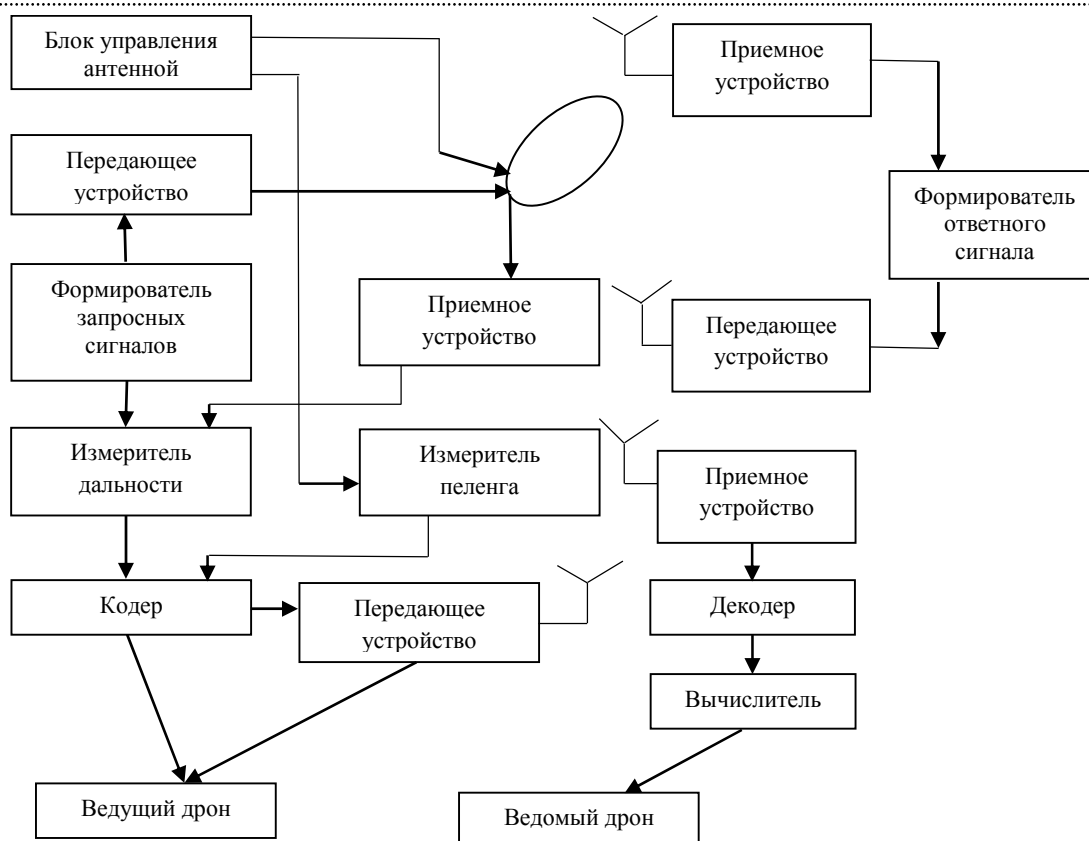 Блок управления
антенной
Приемное
устройство
Передающее
устройство
Формирователь
ответного
сигнала
Формирователь
запросных
сигналов
Приемное
устройство
Передающее
устройство
Измеритель
дальности
Измеритель
пеленга
Приемное
устройство
Кодер
Передающее
устройство
Декодер
Вычислитель
Ведущий дрон
Ведомый дрон